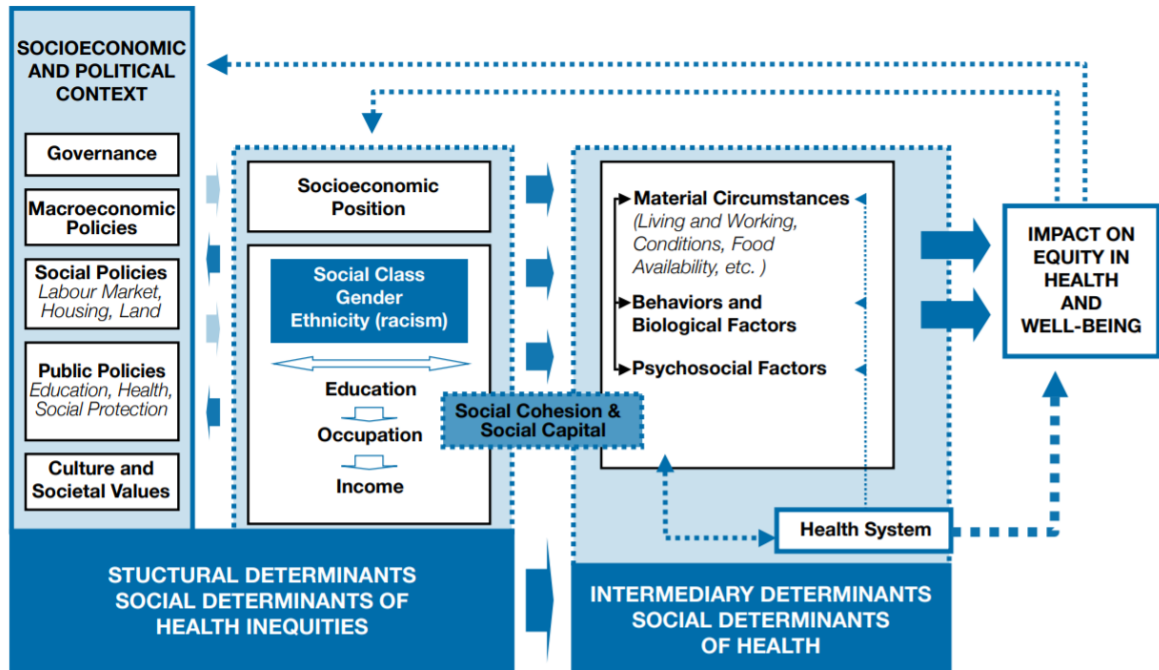 SOCIOECONOMIC
AND POLITICAL
CONTEXT
Governance
Macroeconomic
Policies
Social Policies
Labour Market,
Housing, Land
Public Policies
Education, Health,
Social Protection
Culture and
Societal Values
Socioeconomic
Position
Social Class
Gender
Ethnicity (racism)
Education
Occupation
Income
Social Cohesion &
Social Capital
Material Circumstances
(Living and Working,
Conditions, Food
Availability, etc. )
Behaviors and
Biological Factors
Psychosocial Factors
Health System
IMPACT ON
EQUITY IN
HEALTH
AND
WELL-BEING
STUCTURAL DETERMINANTS
SOCIAL DETERMINANTS OF
HEALTH INEQUITIES
INTERMEDIARY DETERMINANTS
SOCIAL DETERMINANTS
OF HEALTH